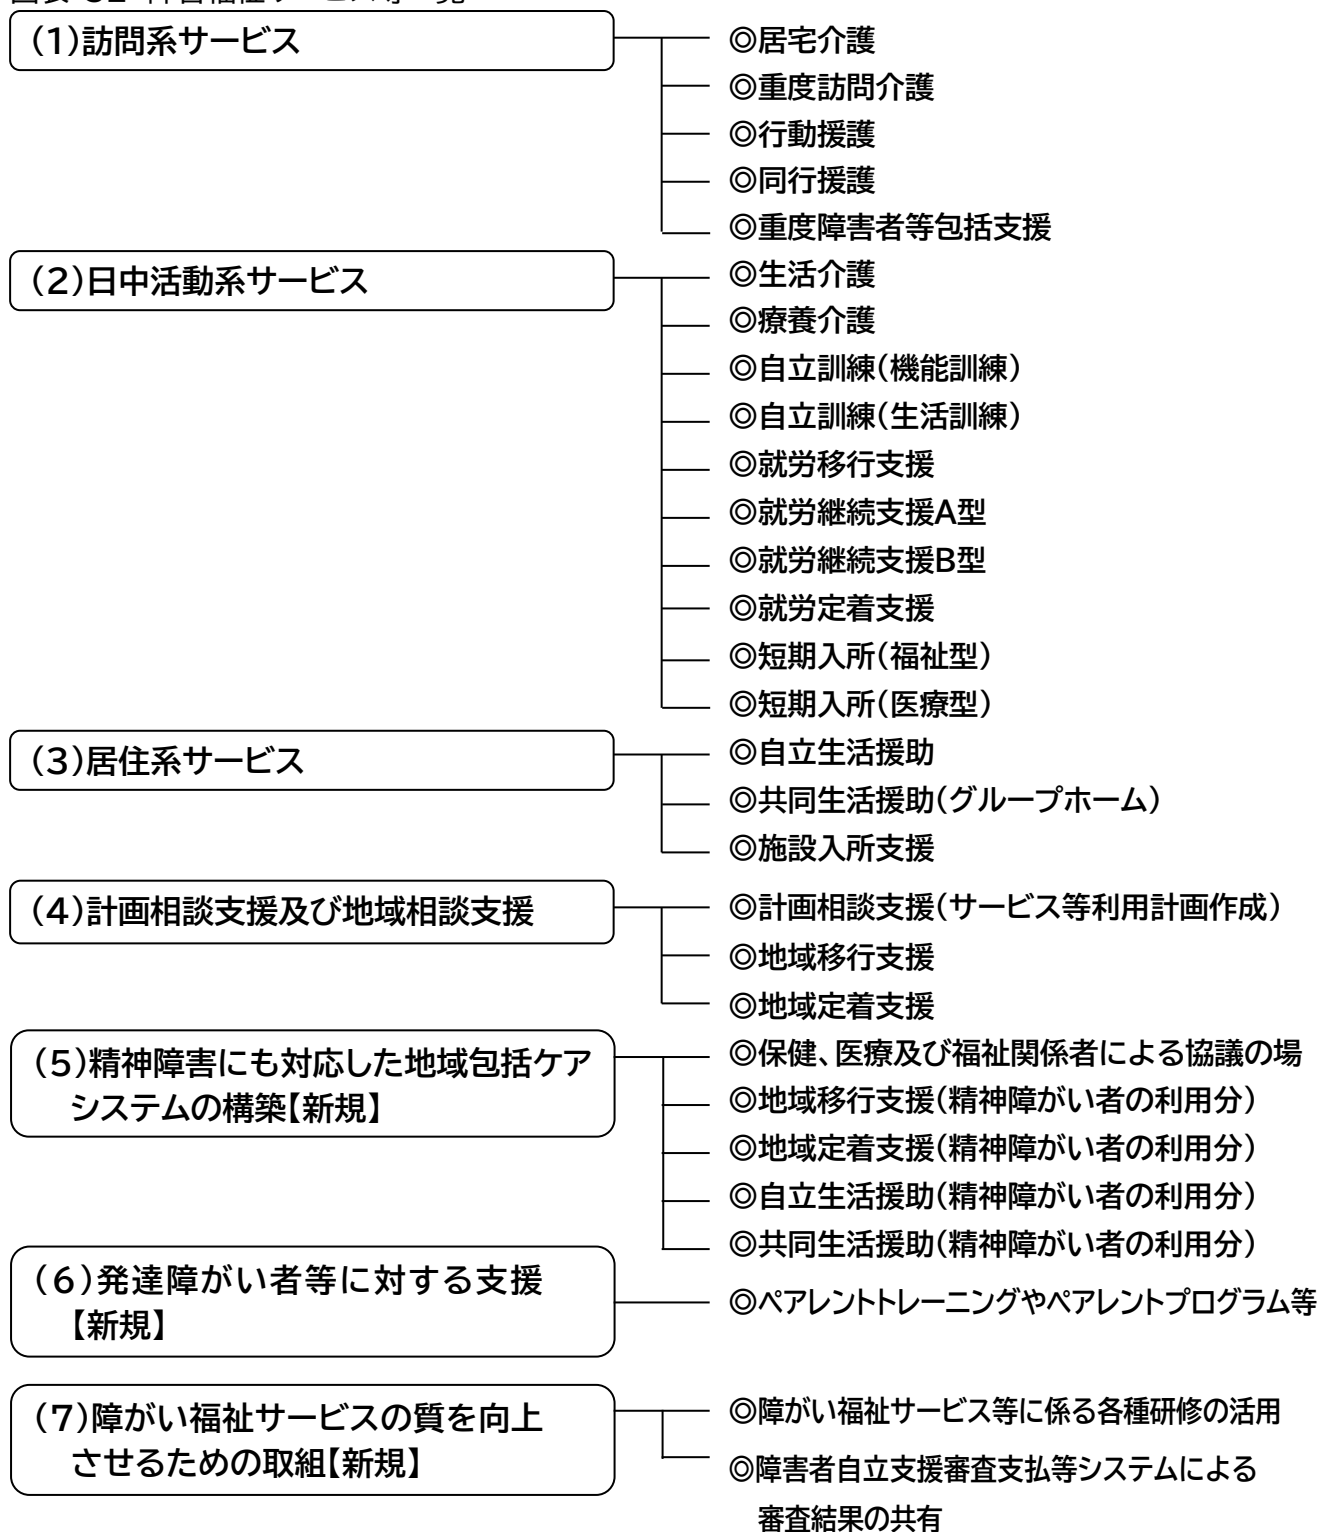 (1)訪問系サービス
◎居宅介護
◎重度訪問介護
◎行動援護
◎同行援護
◎重度障害者等包括支援
(2)日中活動系サービス
◎生活介護
◎療養介護
◎自立訓練(機能訓練)
◎自立訓練(生活訓練)
◎就労移行支援
◎就労継続支援A型
◎就労継続支援B型
◎就労定着支援
◎短期入所(福祉型)
◎短期入所(医療型)
(3)居住系サービス
◎自立生活援助
◎共同生活援助(グループホーム)
◎施設入所支援
(4)計画相談支援及び地域相談支援
◎計画相談支援(サービス等利用計画作成)
◎地域移行支援
◎地域定着支援
(5)精神障害にも対応した地域包括ケア
システムの構築【新規】
◎保健、医療及び福祉関係者による協議の場
◎地域移行支援(精神障がい者の利用分)
◎地域定着支援(精神障がい者の利用分)
◎自立生活援助(精神障がい者の利用分)
◎共同生活援助(精神障がい者の利用分)
(6)発達障がい者等に対する支援
【新規】
◎ペアレントトレーニングやペアレントプログラム等
(7)障がい福祉サービスの質を向上
させるための取組【新規】
◎障がい福祉サービス等に係る各種研修の活用
◎障害者自立支援審査支払等システムによる
審査結果の共有